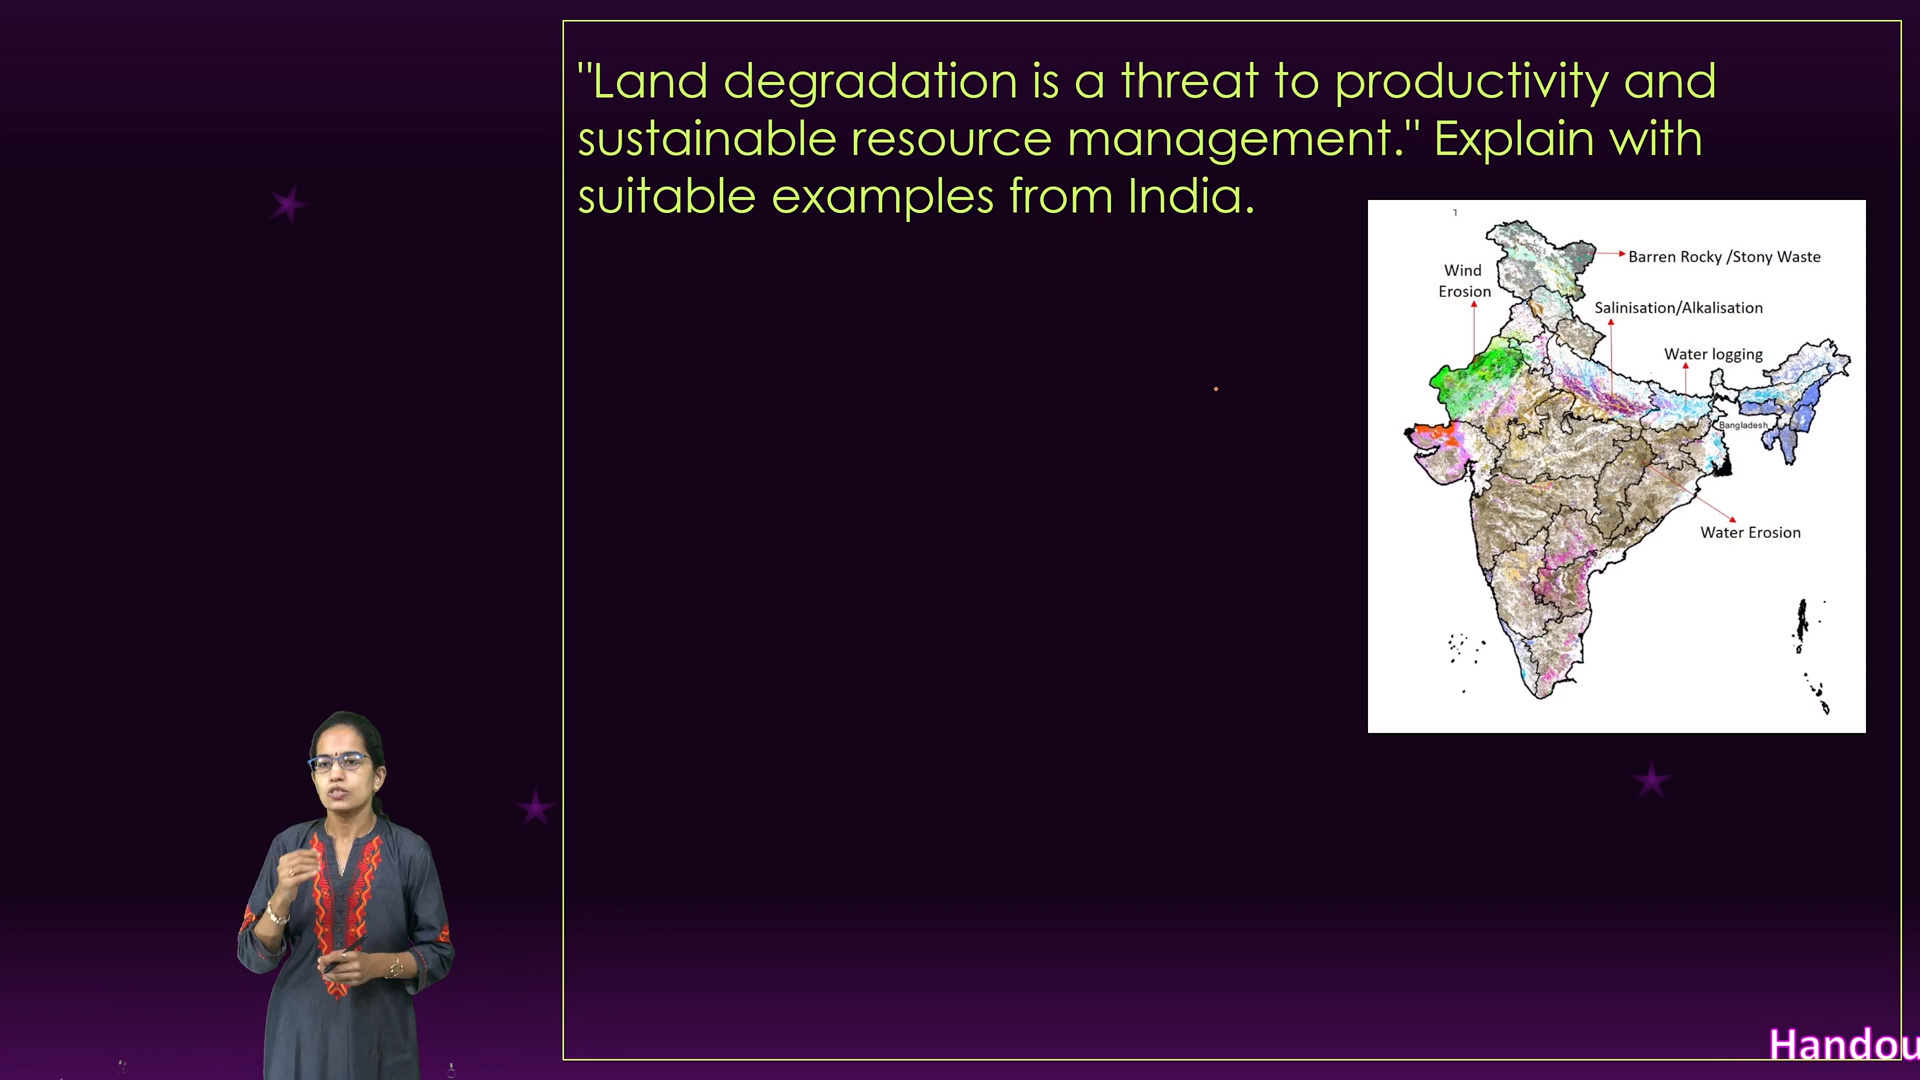 "Land degradation is a threat to productivity and
sustainable resource management." Explain with
suitable examples from India.
1
Barren Rocky /Stony Waste
Wind
Erosion
Salinisation/Alkalisation
Water logging
Bangladesh
Water Erosion
Handou